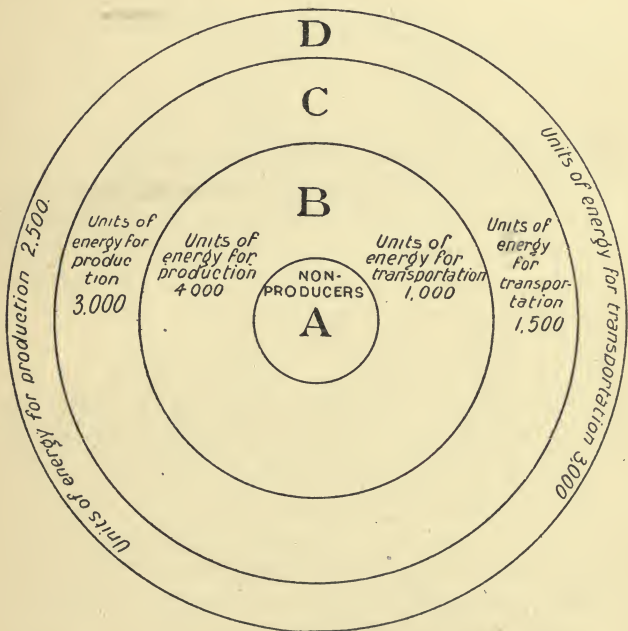 D
C
B
Units of
energy for
produc
tion
3,000
Units of
energy for
production
4 000
NON-
PRODUCERS
A
Units of
energy for
transportation
1,000
Units of
energy
for
transpor-
tation
1,500
Units of energy for production 2,500.
Units of energy for transportation 3,000